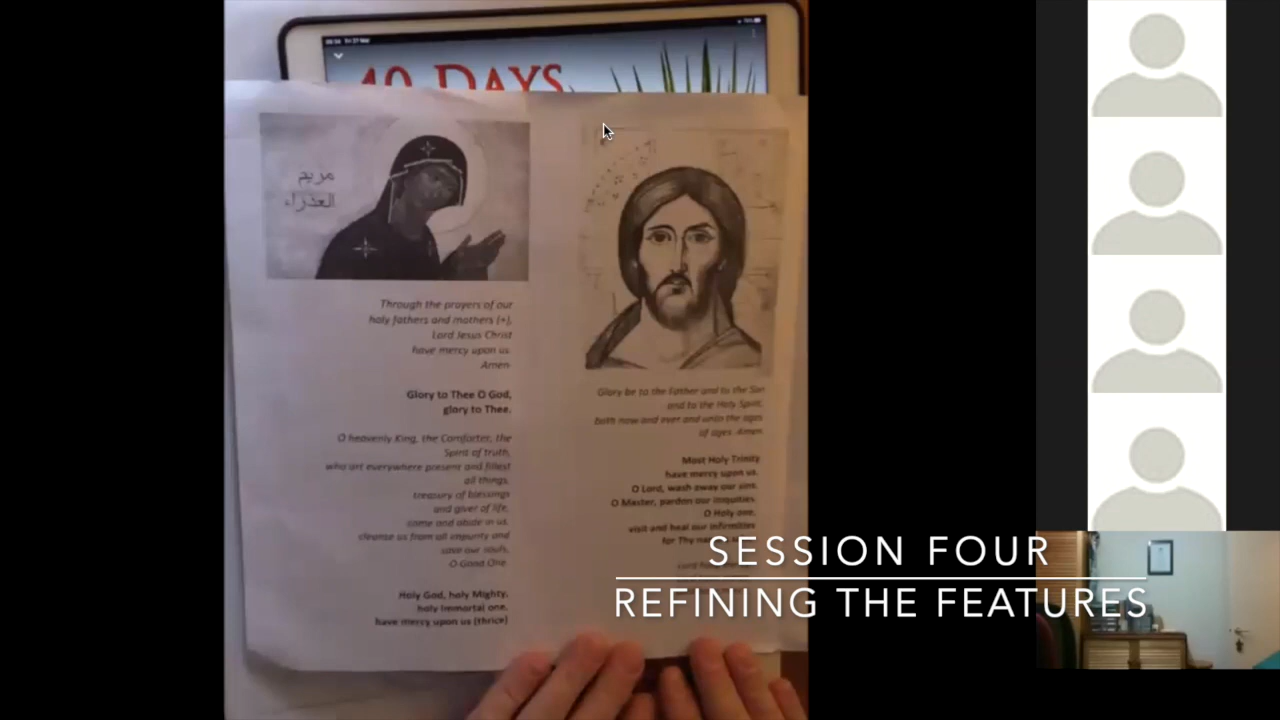 40 DAYS
مريم
العذراء
Through the prayers of our
holy fathers and mothers (+),
Lord Jesus Christ
have mercy upon us.
Amen.
Glory to Thee O God,
glory to Thee.
O heavenly King, the Comforter, the
Spirit of truth,
who art everywhere present and fillest
all things,
treasury of blessings
and giver of life,
come and abide in us,
cleanse us from all impurity and
save our souls,
O Good One.
Holy God, holy Mighty,
holy Immortal one,
have mercy upon us (thrice)
Glory be to the Father and to the Son
and to the Holy Spirit,
both now and ever and unto the ages
of ages. Amen
Most Holy Trinity
have mercy upon us.
O Lord, wash away our sins.
O Master, pardon our iniquities
O Holy one,
visit and heal our infirmities
for Thy
SESSION FOUR
REFINING THE FEATURES